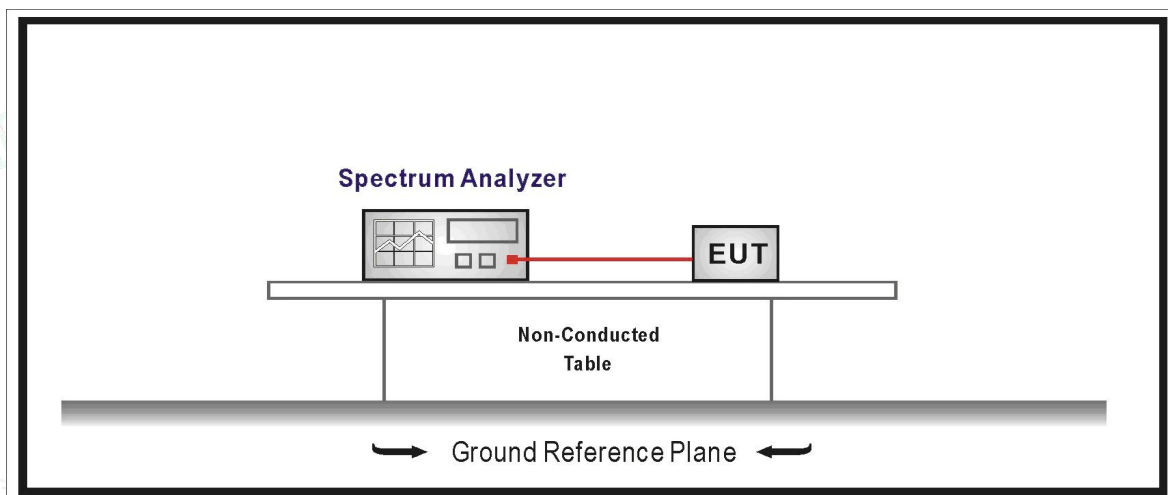 Spectrum Analyzer
EUT
Non-Conducted
Table
Ground Reference Plane